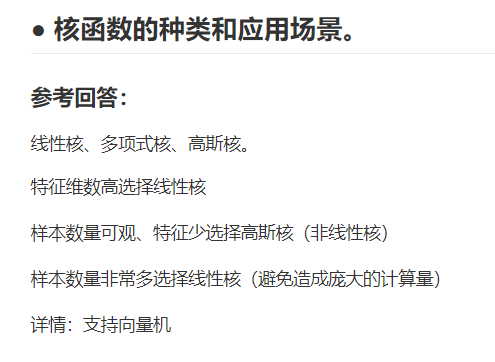 ● 核函数的种类和应用场景。
参考回答：
线性核、多项式核、高斯核。
特征维数高选择线性核
样本数量可观、特征少选择高斯核（非线性核）
样本数量非常多选择线性核（避免造成庞大的计算量）
详情：支持向量机